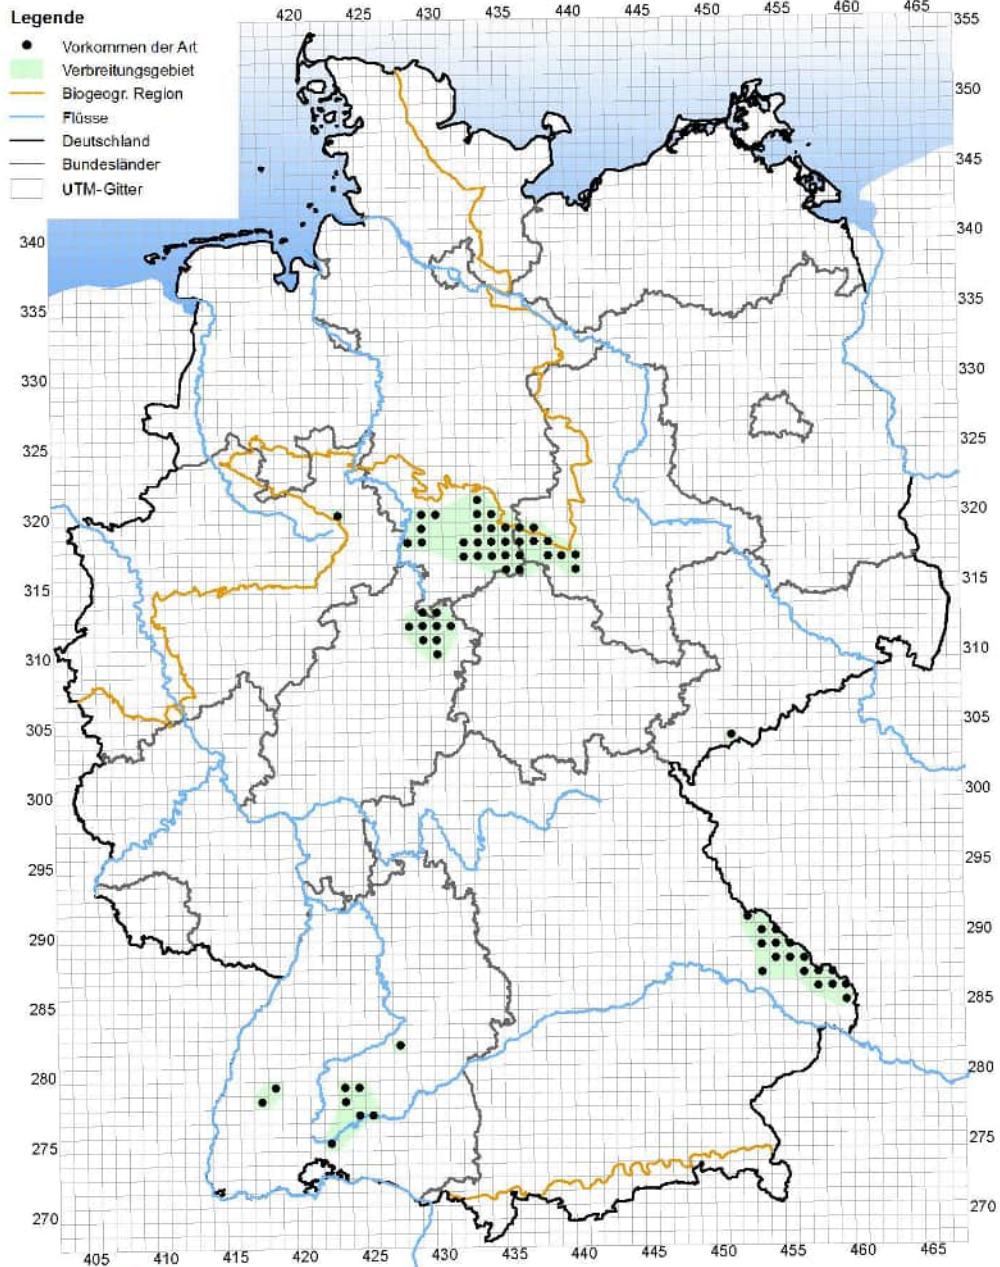 Legende
Vorkommen der Art
Verbreitungsgebiet
Biogeogr. Region
Flüsse
Deutschland
Bundesländer
UTM-Gitter
420 425 430 435 440 445 450 455 460 465
355
350
345
340 340
335 335
330 330
325 325
320 320
315 315
310 310
305 305
300 300
295 295
290 290
285 285
280 280
275 275
270 270
405 410 415 420 425 430 435 440 445 450 455 460 465